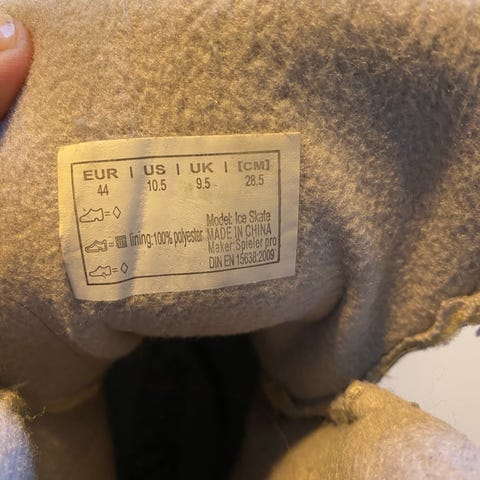 EUR | US | UK | [CM]
44 10.5 9.5 28.5
=◇
= lining:100% polyester
=◇
Model: Ice Skate
MADE IN CHINA
Maker: Spieler pro
DIN EN 15638:2009